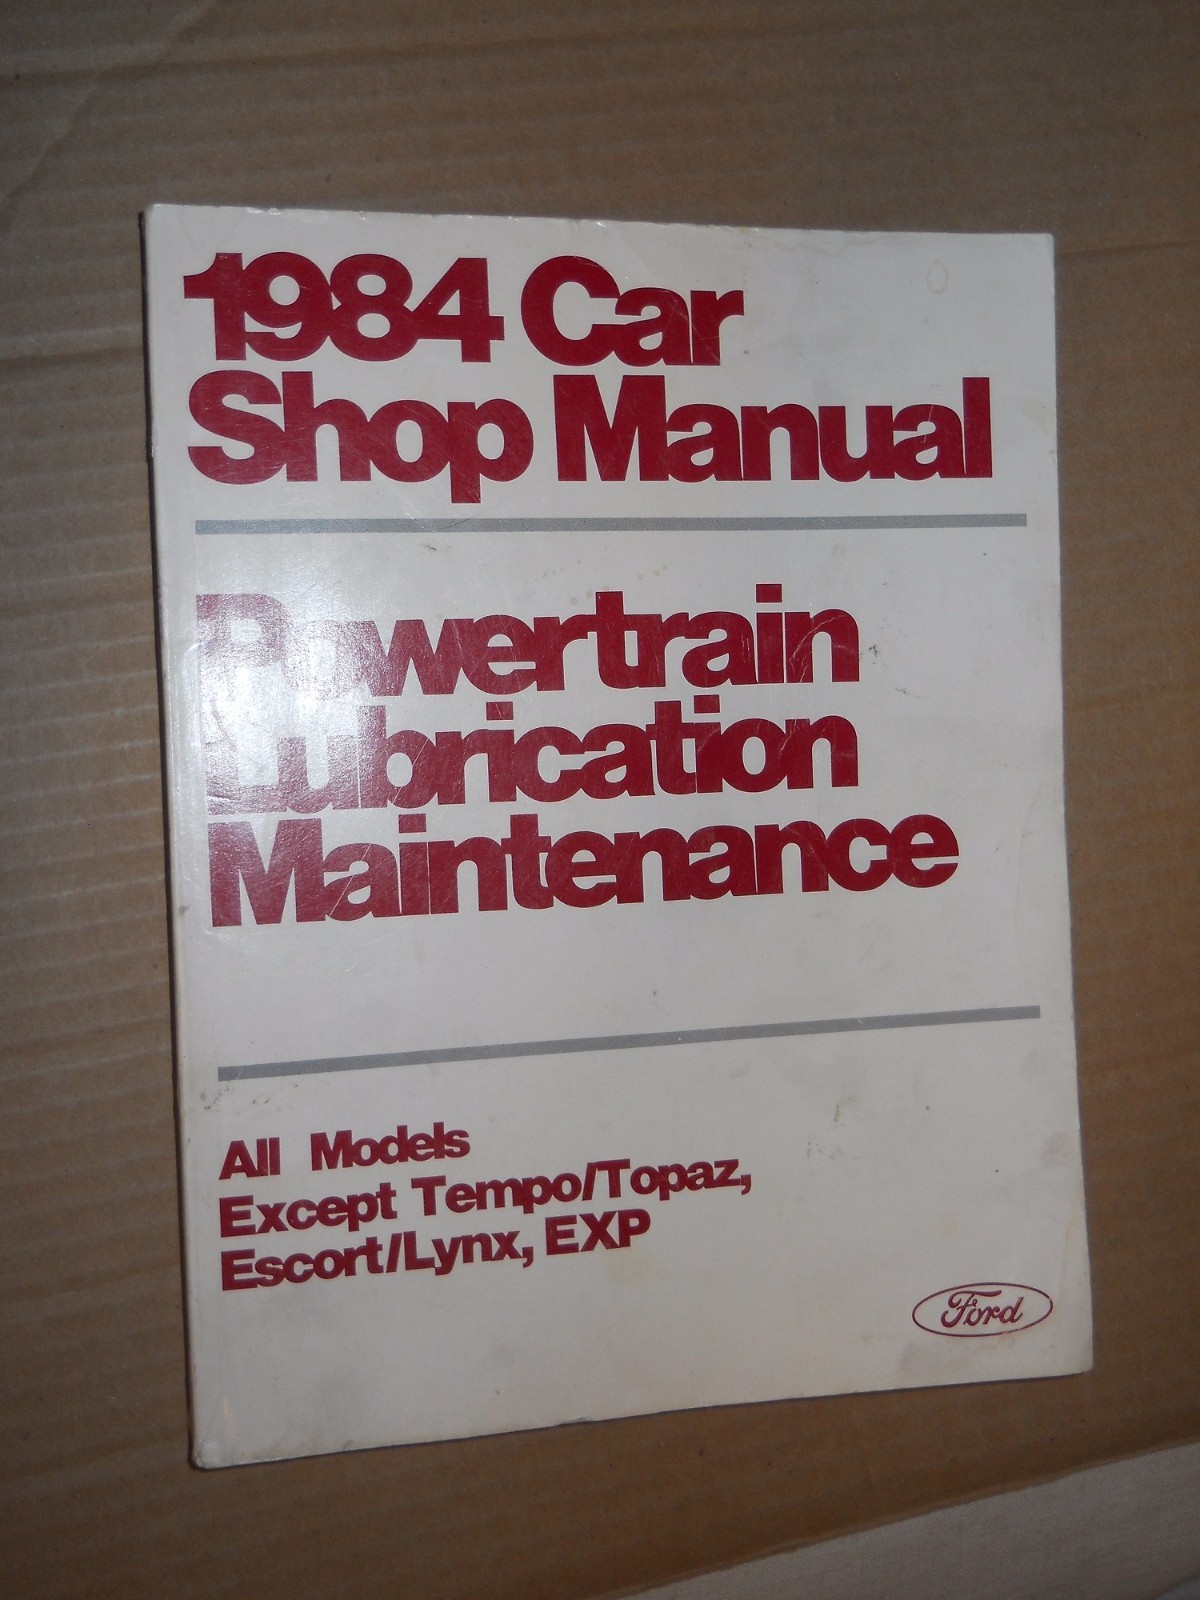 1984 Car
Shop Manual
Powertrain
Lubrication
Maintenance
All Models
Except Tempo/Topaz,
Escort/Lynx, EXP
Ford